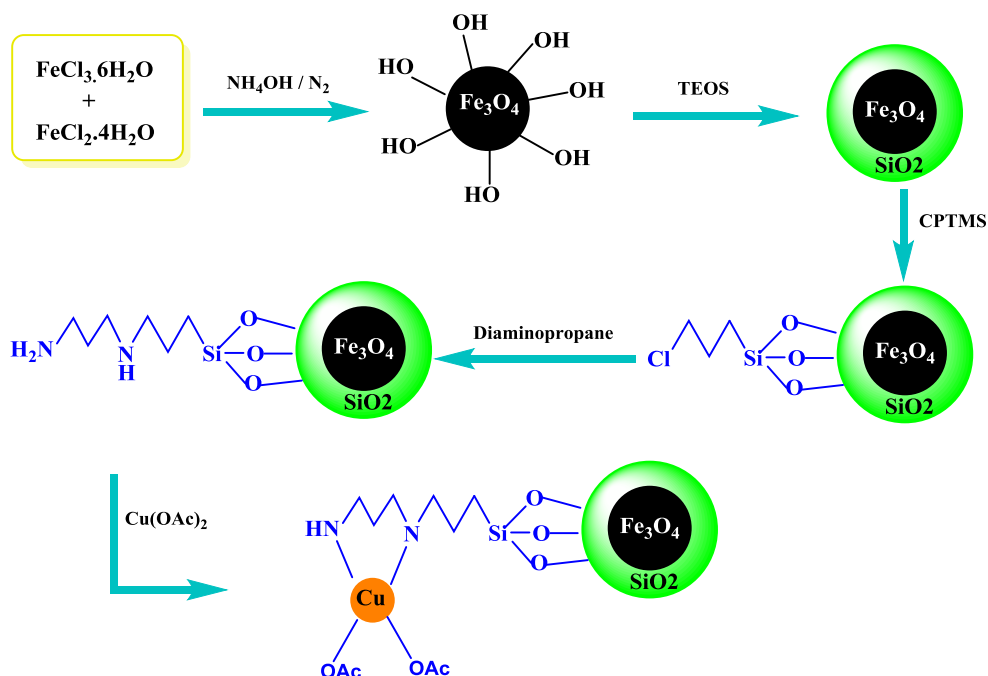 FeCl₃.6H₂O
+
FeCl₂.4H₂O
NH₄OH / N₂
OH
OH
OH
HO
OH
HO
OH
HO
Fe₃O₄
TEOS
Fe₃O₄
SiO2
CPTMS
H₂N
N
H
Si
O
O
O
Fe₃O₄
SiO2
Diaminopropane
Cl
Si
O
O
O
Fe₃O₄
SiO2
Cu(OAc)₂
HN
N
Si
O
O
O
Fe₃O₄
SiO2
Cu
OAc
OAc